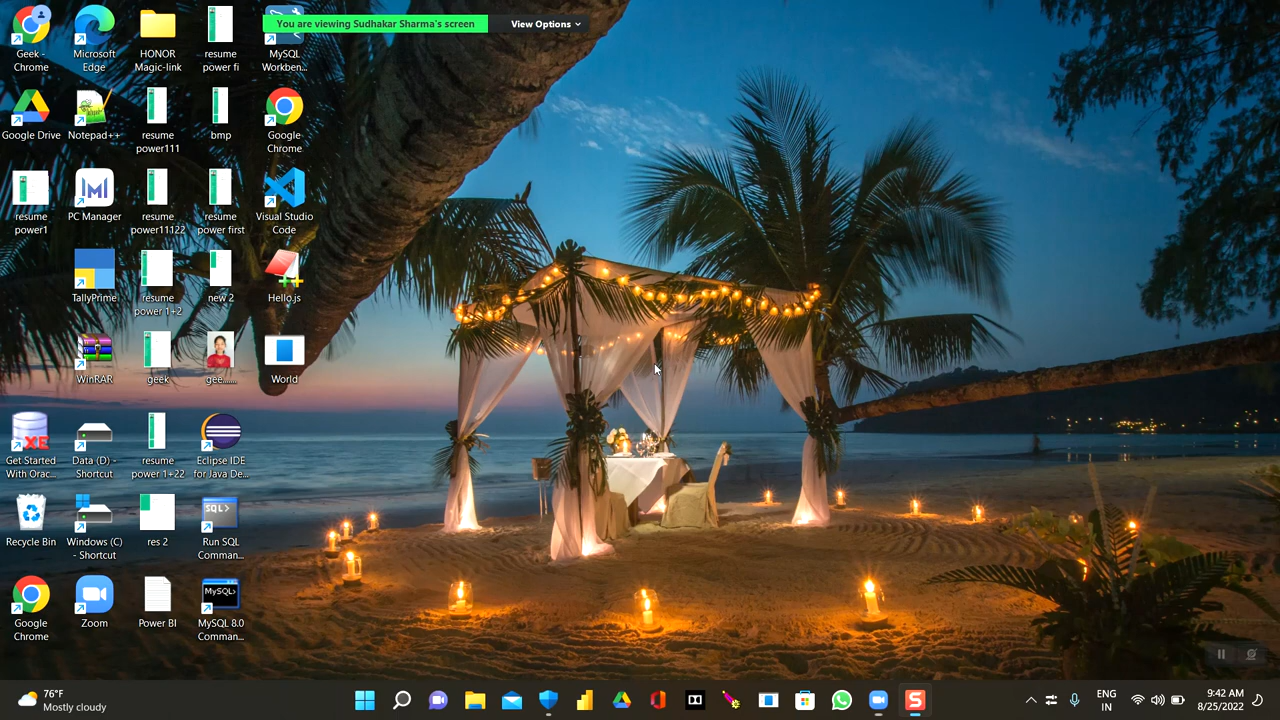 You are viewing Sudhakar Sharma's screen
View Options
Geek -
Chrome
Microsoft
Edge
HONOR
Magic-link
resume
power fi
MySQL
Workben...
Google Drive
Notepad++
resume
power111
bmp
Google
Chrome
resume
power1
PC Manager
resume
power11122
resume
power first
Visual Studio
Code
TallyPrime
resume
power 1+2
new 2
Hello.js
WinRAR
geek
gee.......
World
XE
Get Started
With Orac...
Data (D) -
Shortcut
resume
power 1+22
Eclipse IDE
for Java De...
Recycle Bin
Windows (C)
- Shortcut
res 2
SQL>
Run SQL
Comman...
Google
Chrome
Zoom
Power BI
MySQL>
MySQL 8.0
Comman...
76°F
Mostly cloudy
S
ENG
IN
9:42 AM
8/25/2022